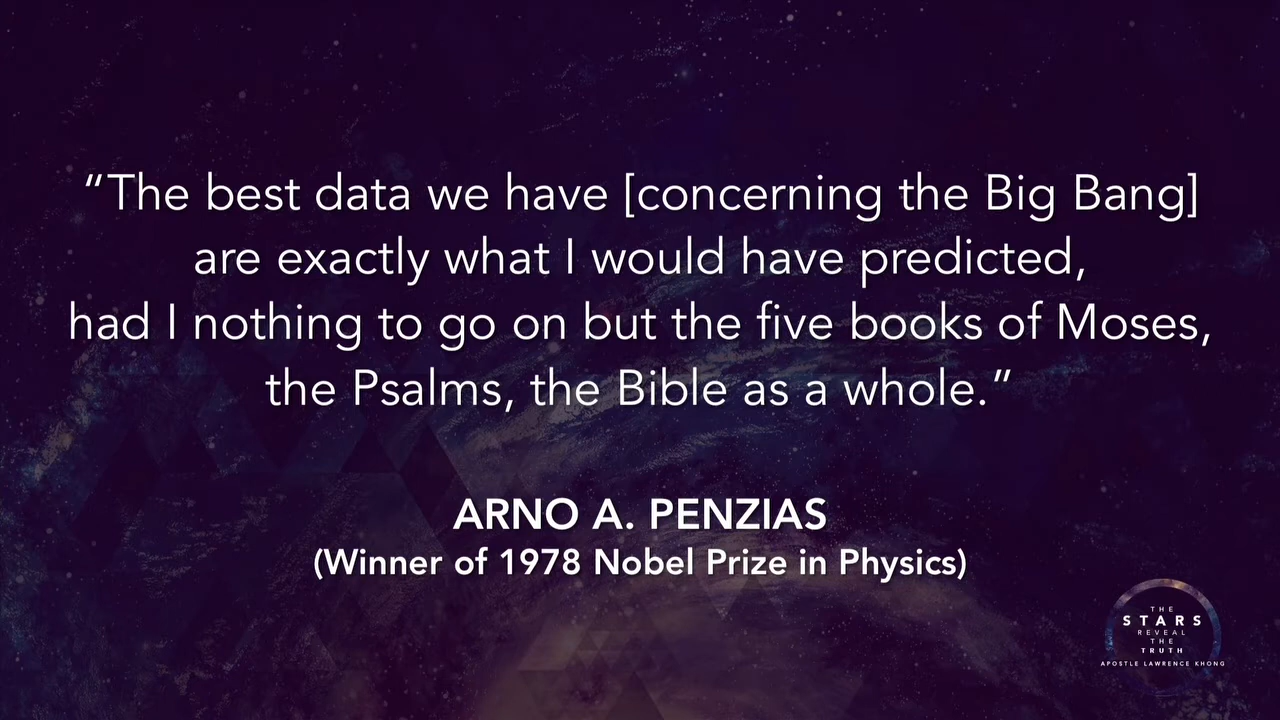 “The best data we have [concerning the Big Bang]
are exactly what I would have predicted,
had I nothing to go on but the five books of Moses,
the Psalms, the Bible as a whole.”
ARNO A. PENZIAS
(Winner of 1978 Nobel Prize in Physics)
THE
STARS
REVEAL
THE
TRUTH
APOSTLE LAWRENCE KHONG